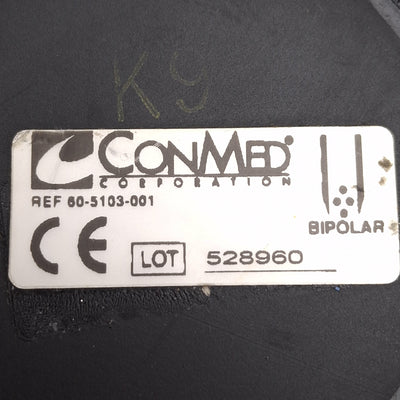 K9
CONMED
CORPORATION
REF 60-5103-001
BIPOLAR
CE
LOT 528960